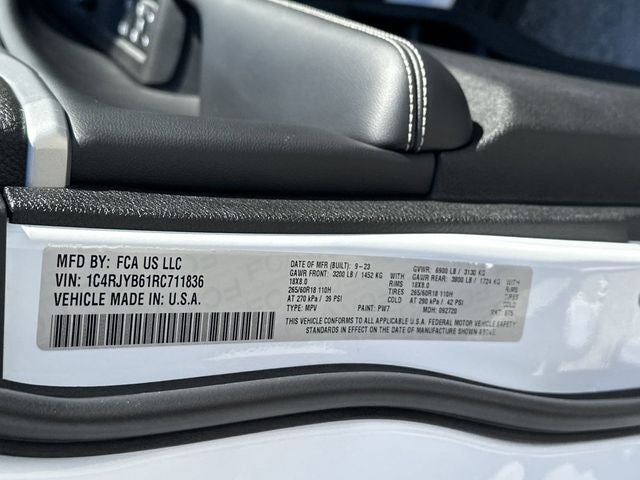 MFD BY: FCA US LLC
VIN: 1C4RJYB61RC711836
VEHICLE MADE IN: U.S.A.
DATE OF MFR (BUILT): 9-23 GVWR: 6900 LB / 3130 KG
GAWR FRONT: 3200 LB / 1452 KG WITH GAWR REAR: 3800 LB / 1724 KG WITH
18X8.0 RIMS 18X8.0 RIMS
265/60R18 110H TIRES 265/60R18 110H TIRES
AT 270 kPa / 39 PSI COLD AT 290 kPa / 42 PSI COLD
TYPE: MPV PAINT: PW7 MDH: 092720
THIS VEHICLE CONFORMS TO ALL APPLICABLE U.S.A. FEDERAL MOTOR VEHICLE SAFETY
STANDARDS IN EFFECT ON THE DATE OF MANUFACTURE SHOWN ABOVE.